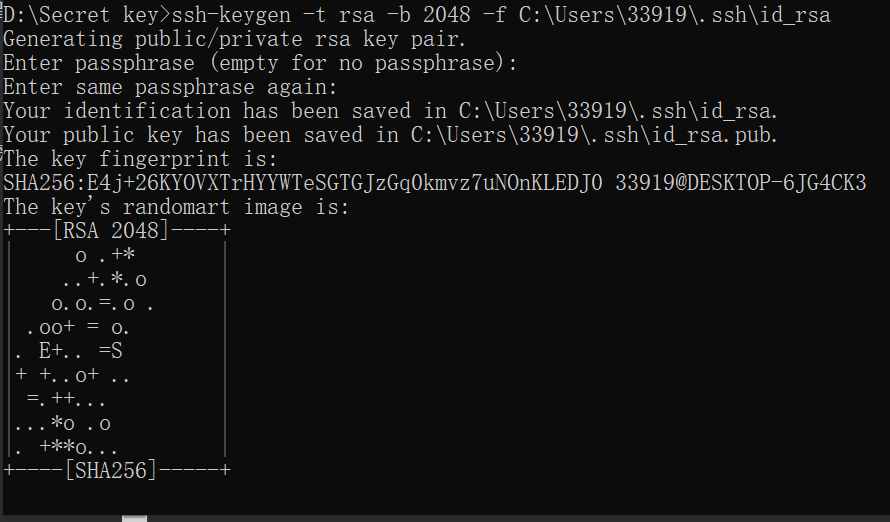 D:\Secret key>ssh-keygen -t rsa -b 2048 -f C:\Users\33919\.ssh\id_rsa
Generating public/private rsa key pair.
Enter passphrase (empty for no passphrase):
Enter same passphrase again:
Your identification has been saved in C:\Users\33919\.ssh\id_rsa.
Your public key has been saved in C:\Users\33919\.ssh\id_rsa.pub.
The key fingerprint is:
SHA256:E4j+26KYOVXTrHYYWTeSGTGJzGq0kmvz7uNOnKLEDJ0 33919@DESKTOP-6JG4CK3
The key's randomart image is:
+---[RSA 2048]----+
|     o .+*       |
|    ..+.*.o      |
|   o.o.=.o .     |
| .oo+ = o.       |
|. E+.. =S        |
|+ +..o+ ..       |
| =.++...         |
|...*o .o         |
|. +**o...        |
+----[SHA256]-----+